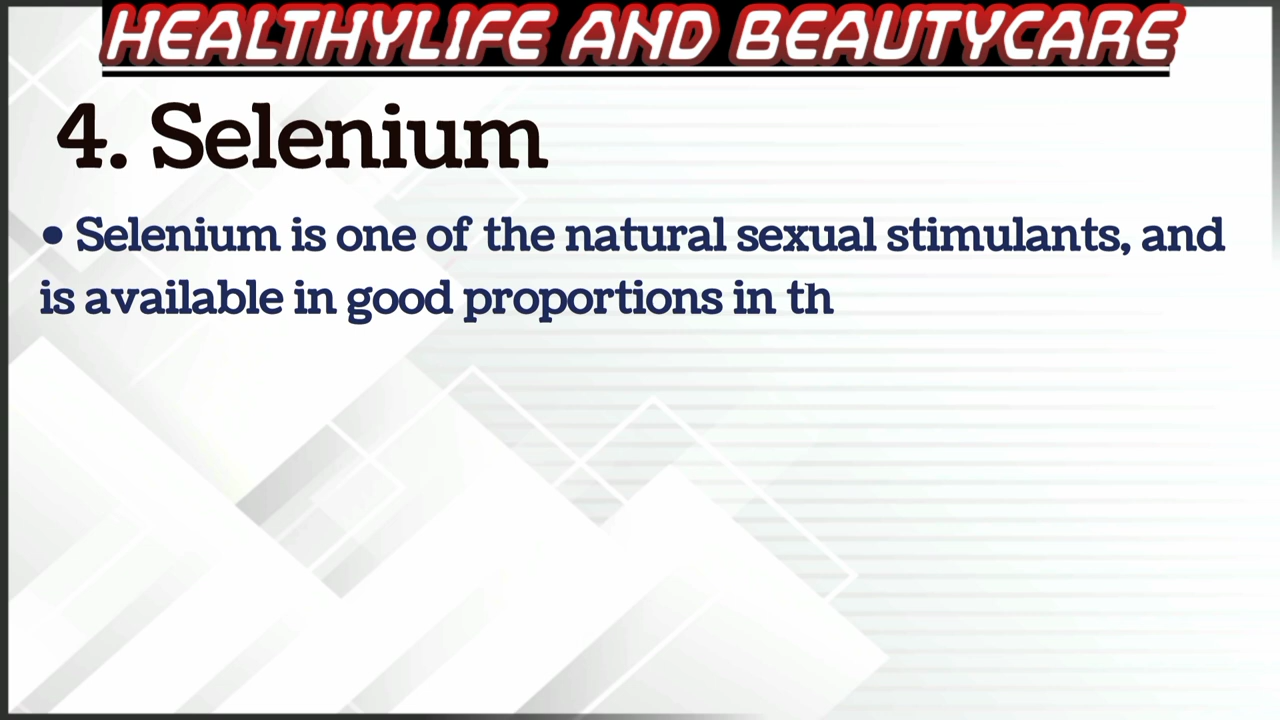 HEALTHYLIFE AND BEAUTYCARE
4. Selenium
• Selenium is one of the natural sexual stimulants, and
is available in good proportions in th